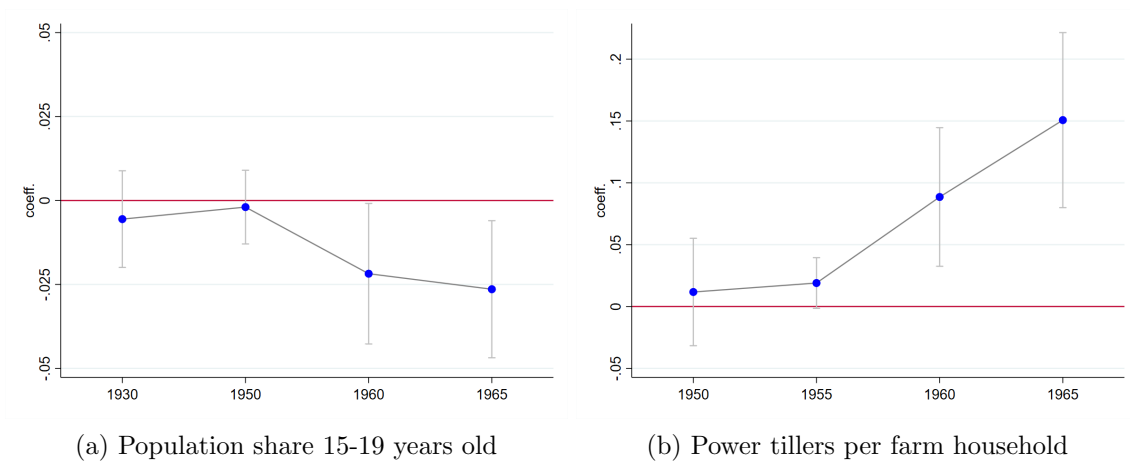 .05
.025
0
-.025
-.05
coeff.
1930 1950 1960 1965
(a) Population share 15-19 years old
.2
.15
.1
.05
0
-.05
coeff.
1950 1955 1960 1965
(b) Power tillers per farm household